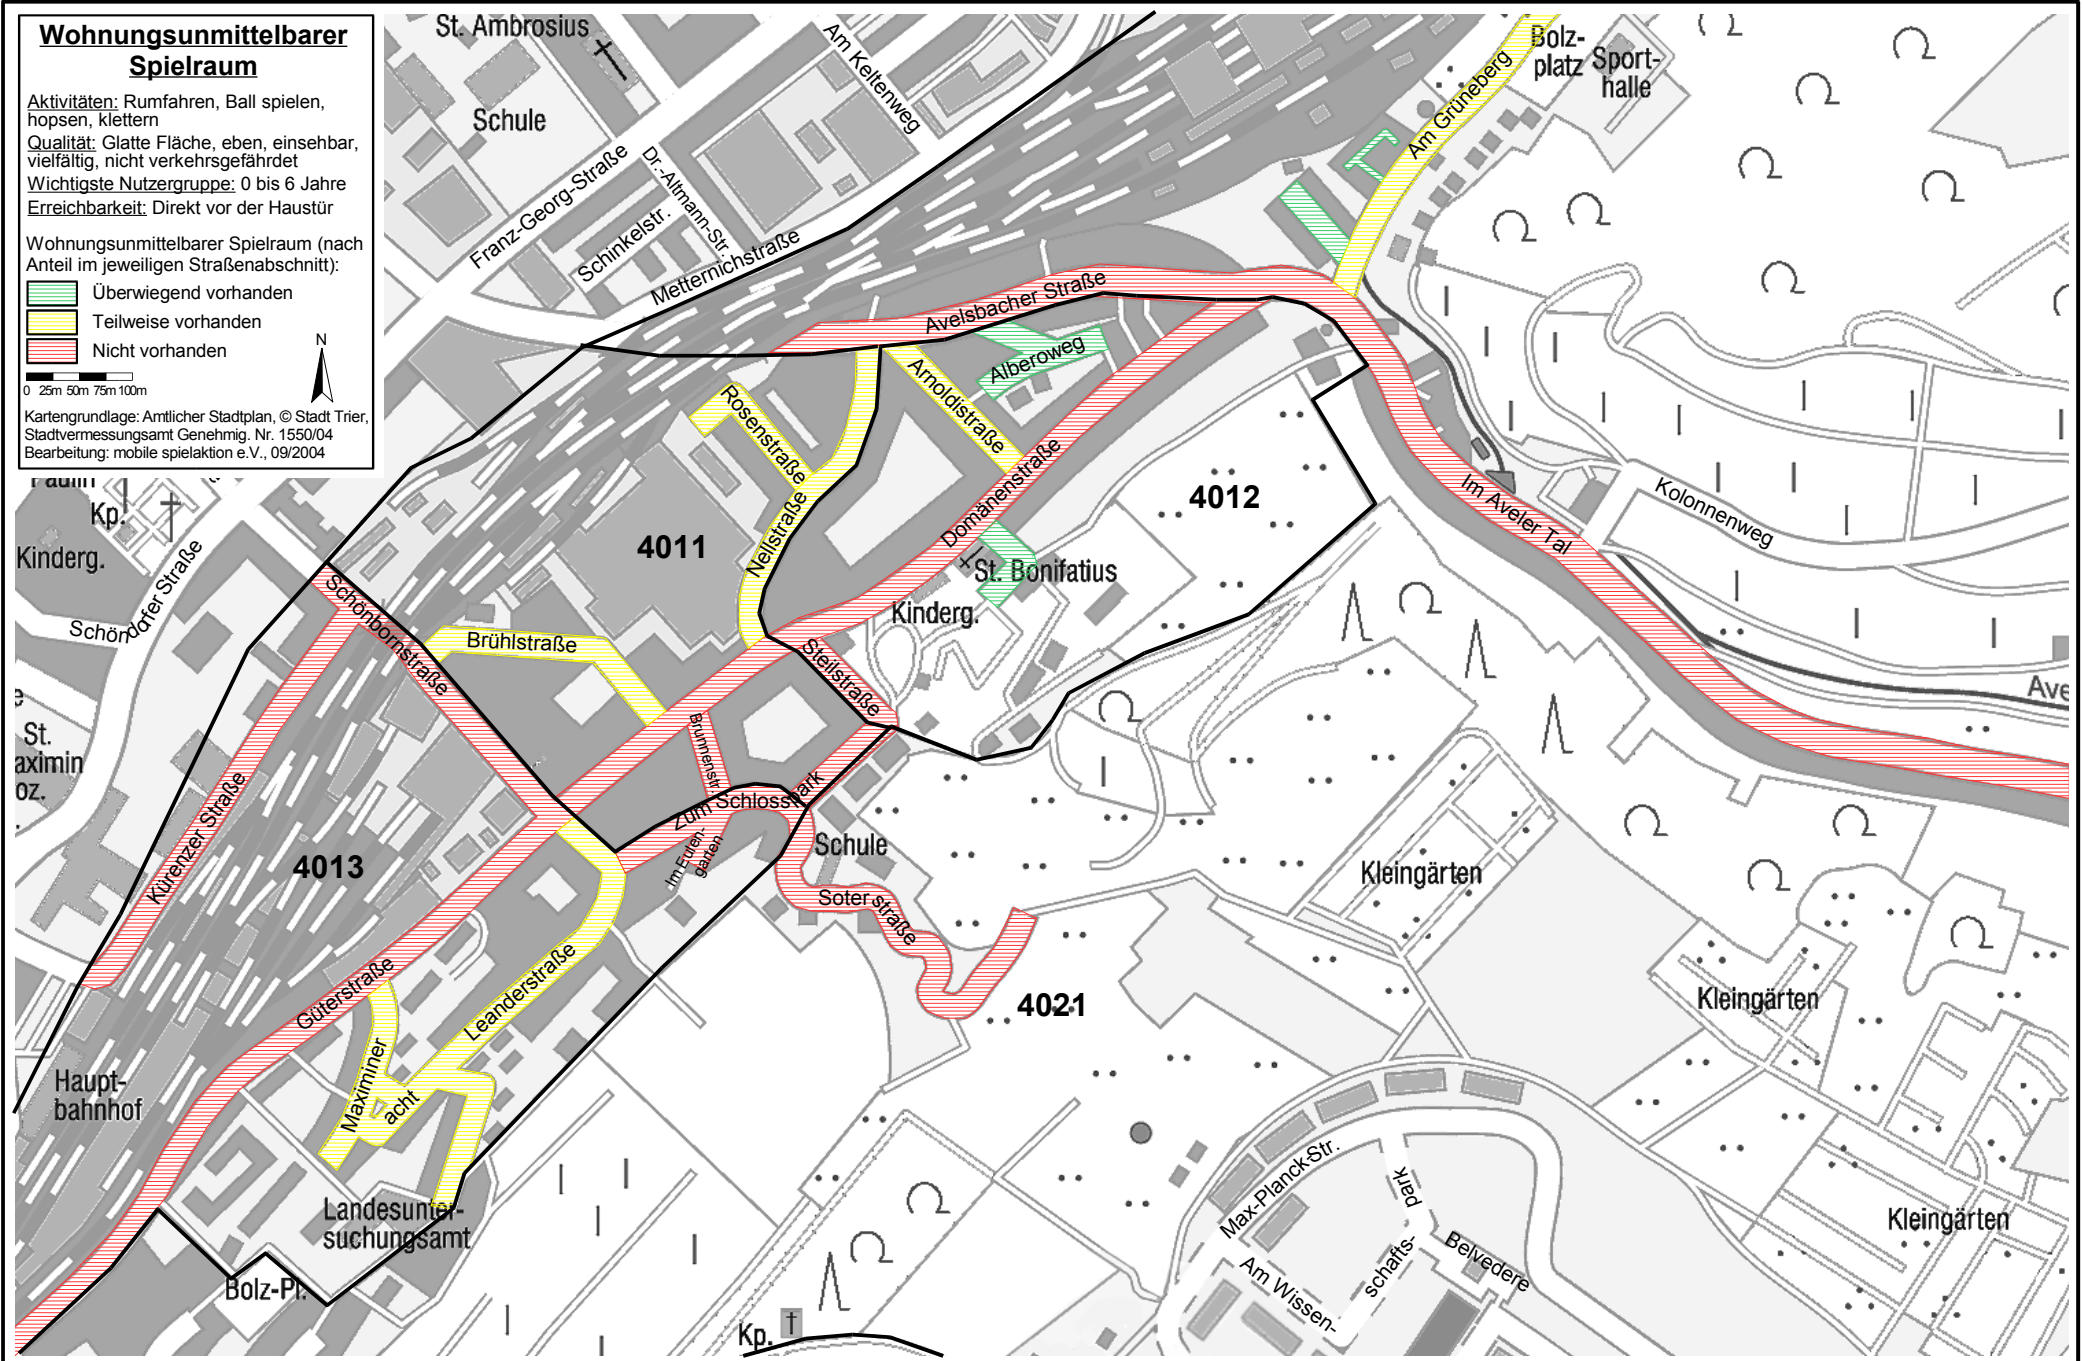 Wohnungsunmittelbarer
Spielraum
Aktivitäten: Rumfahren, Ball spielen,
hopsen, klettern
Qualität: Glatte Fläche, eben, einsehbar,
vielfältig, nicht verkehrsgefährdet
Wichtigste Nutzergruppe: 0 bis 6 Jahre
Erreichbarkeit: Direkt vor der Haustür
Wohnungsunmittelbarer Spielraum (nach
Anteil im jeweiligen Straßenabschnitt):
Überwiegend vorhanden
Teilweise vorhanden
Nicht vorhanden
N
0 25m 50m 75m 100m
Kartengrundlage: Amtlicher Stadtplan, © Stadt Trier,
Stadtvermessungsamt Genehmig. Nr. 1550/04
Bearbeitung: mobile spielaktion e.V., 09/2004
St. Ambrosius
Schule
Am Keltenweg
Franz-Georg-Straße
Dr.-Altmann-Str.
Schinkelstr.
Metternichstraße
Bolz-
platz
Sport-
halle
Am Grüneberg
Avelsbacher Straße
Alberoweg
Arnoldistraße
Rosenstraße
Nellstraße
Domänenstraße
4011
4012
Im Aveler Tal
Kolonnenweg
Paulin
Kp.
Kinderg.
Schöndorfer Straße
Schönbornstraße
Brühlstraße
St. Bonifatius
Kinderg.
Steilstraße
Brunnenstr.
Zum Schlosspark
Im Eulen-
garten
Schule
Soterstraße
St.
aximin
oz.
Kürenzer Straße
4013
Güterstraße
Leanderstraße
Maximiner
acht
4021
Ave
Kleingärten
Kleingärten
Kleingärten
Haupt-
bahnhof
Landesunter-
suchungsamt
Bolz-Pl.
Kp.
Max-Planck-Str.
Am Wissen-
schafts-
park
Belvedere